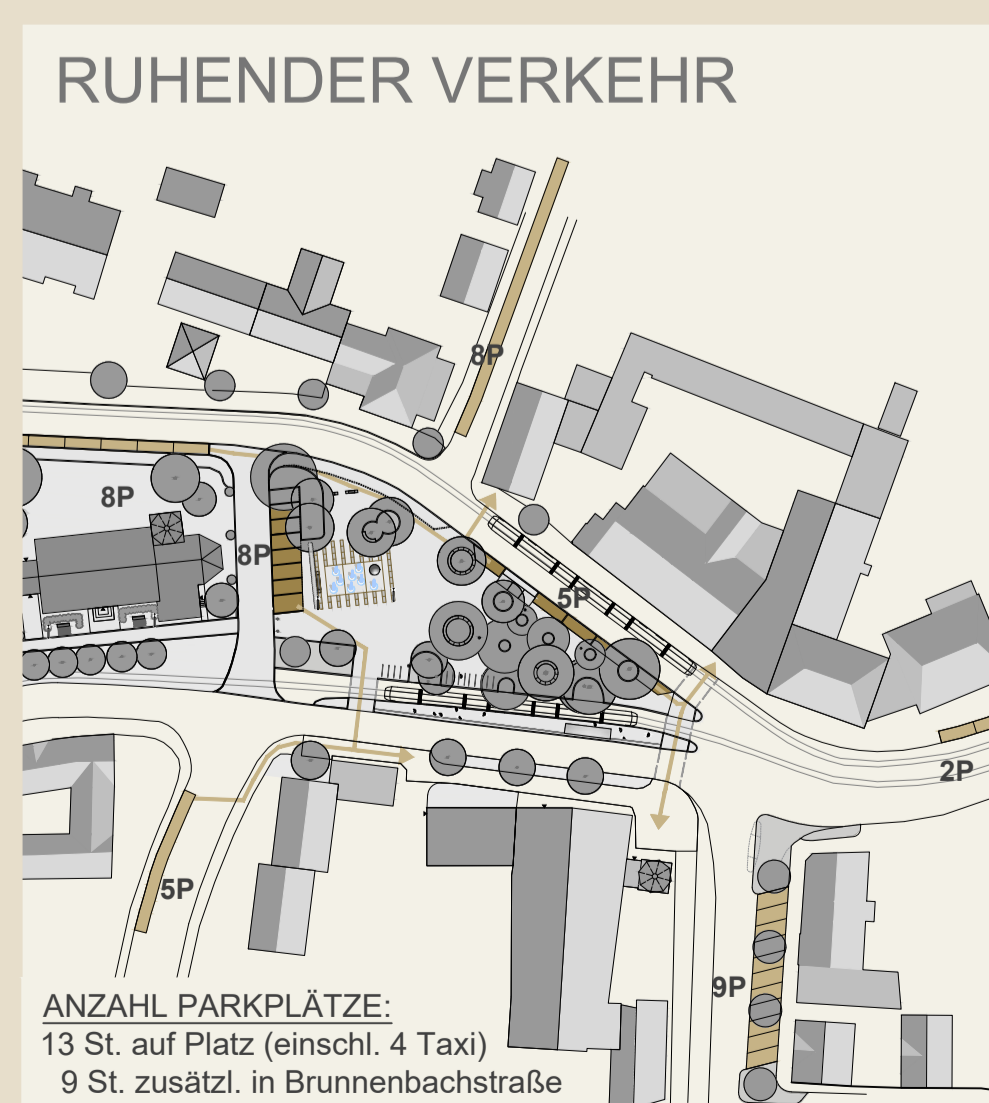 RUHENDER VERKEHR
8P
8P
8P
5P
2P
5P
9P
ANZAHL PARKPLÄTZE:
13 St. auf Platz (einschl. 4 Taxi)
9 St. zusätzl. in Brunnenbachstraße